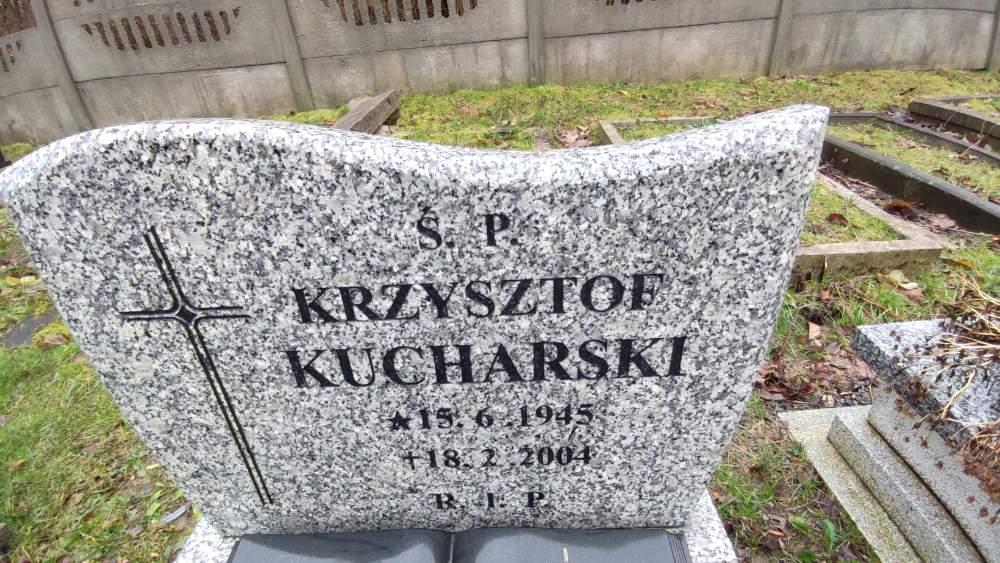 Ś. P.
KRZYSZTOF
KUCHARSKI
★15. 6 .1945
+18. 2 .2004
R. I. P